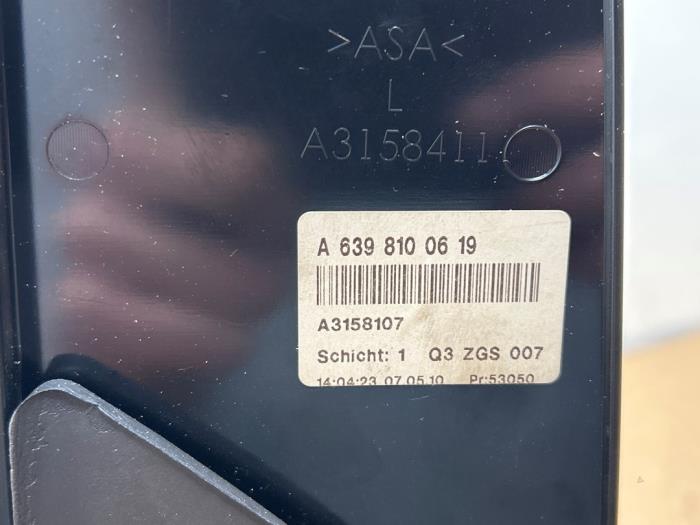 >ASA<
L
A3158411
A 639 810 06 19
A3158107
Schicht: 1 Q3 ZGS 007
14:04:23 07.05.10 Pr:53050